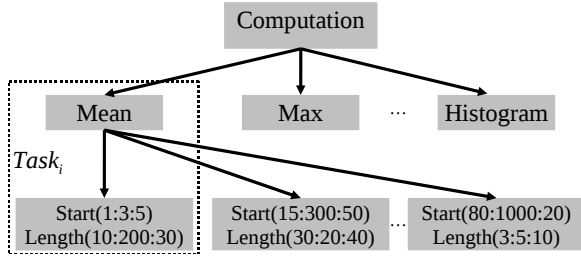 Computation
Mean
Max
...
Histogram
Task_i
Start(1:3:5)
Length(10:200:30)
Start(15:300:50)
Length(30:20:40)
...
Start(80:1000:20)
Length(3:5:10)